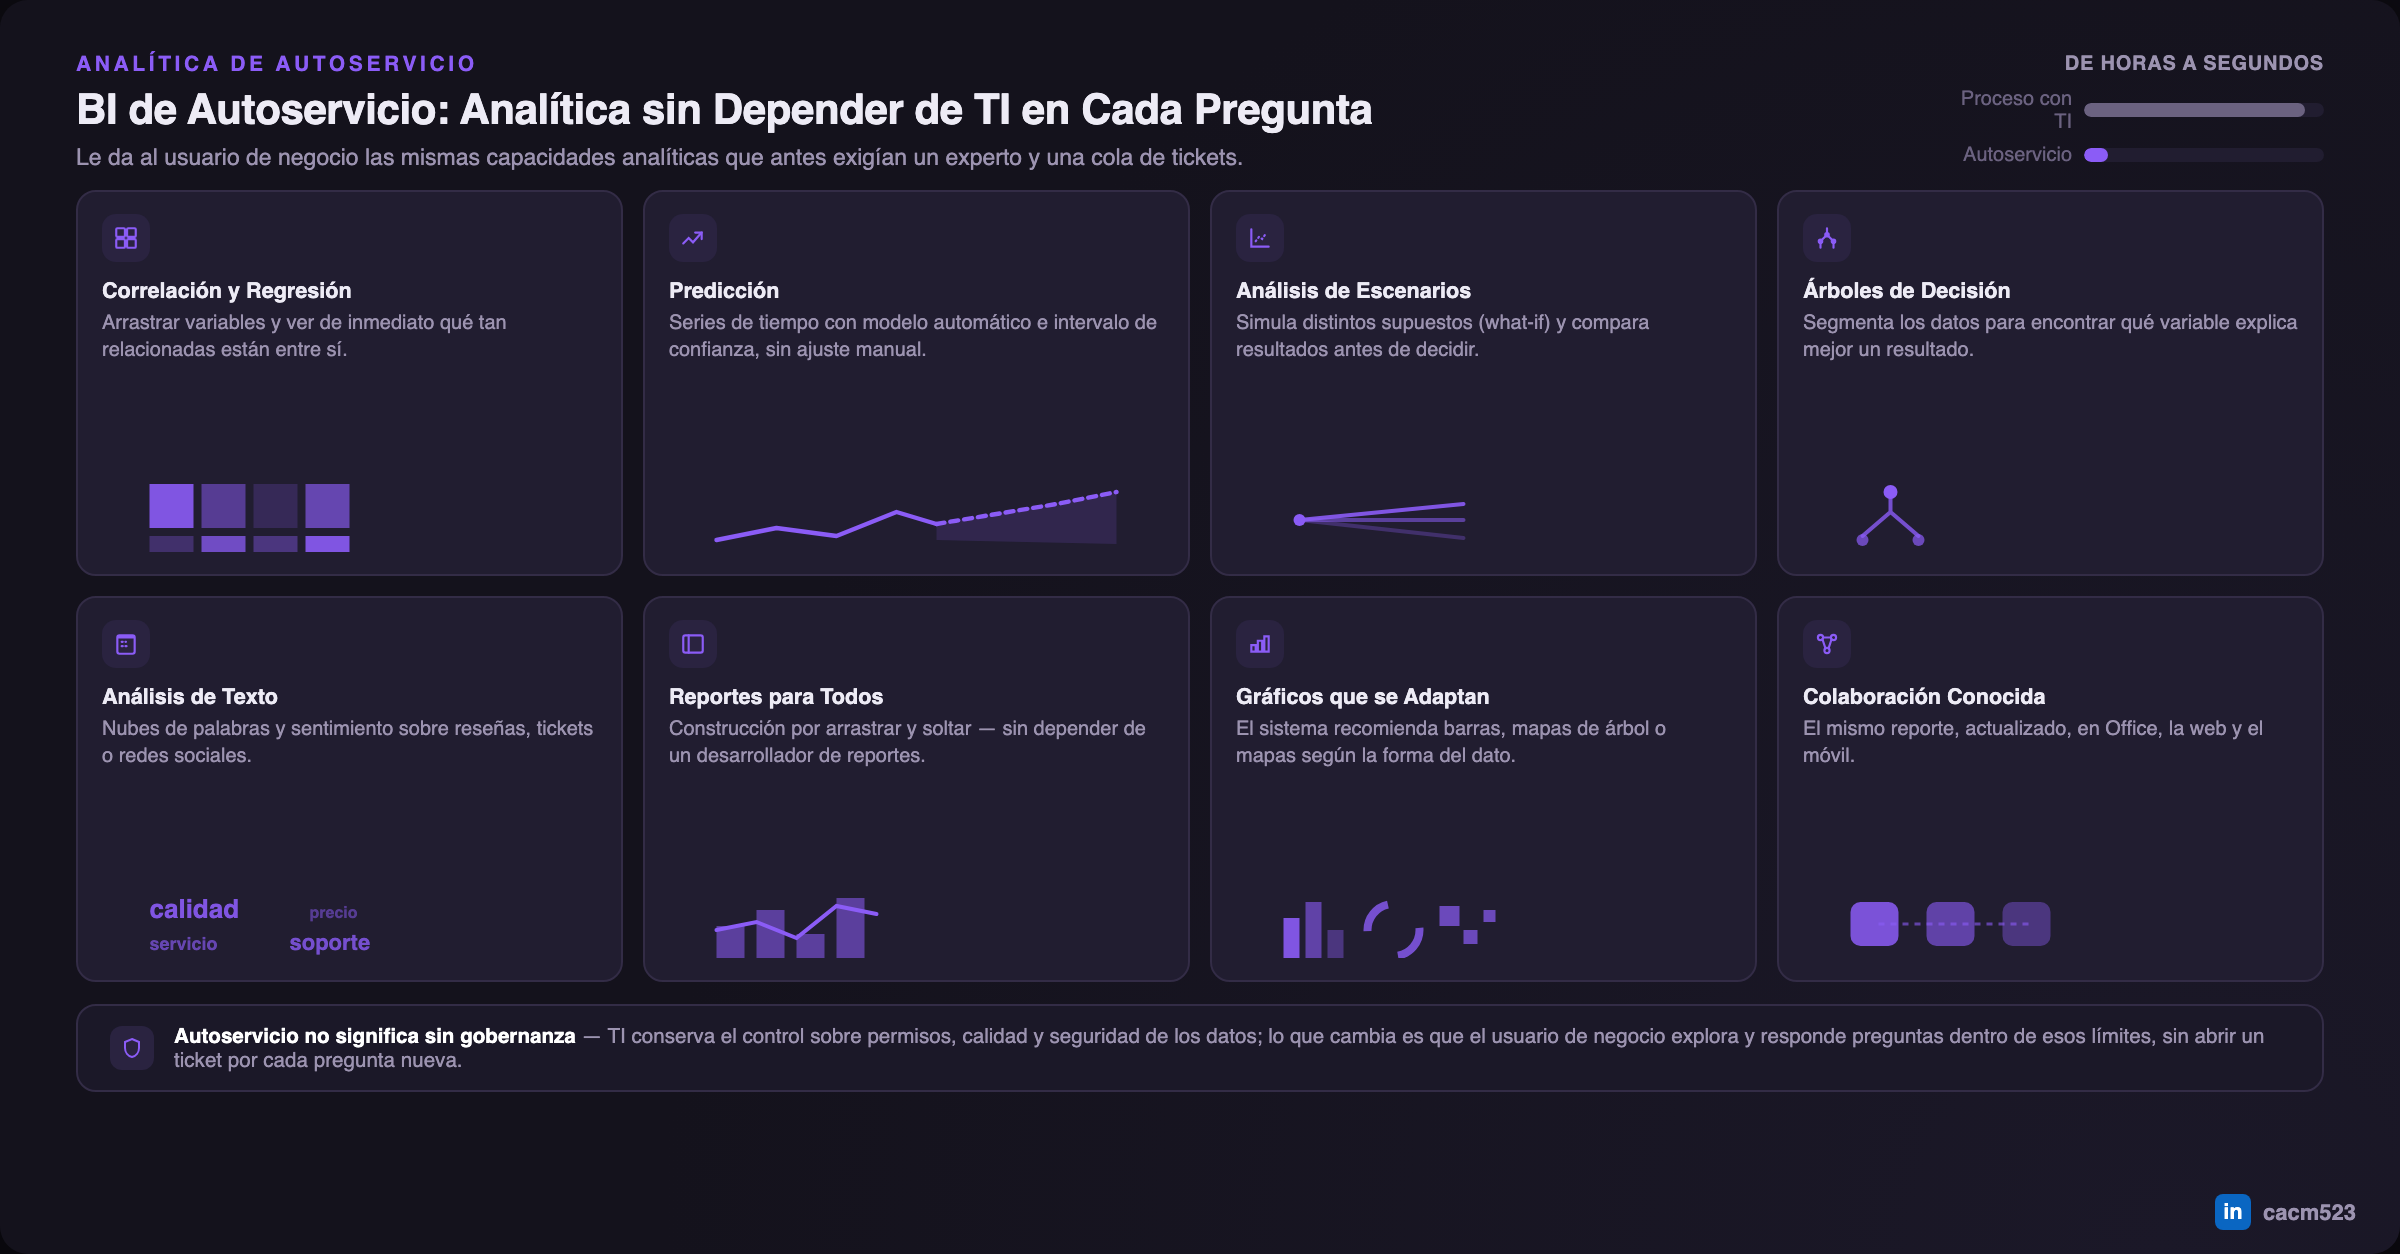 ANALÍTICA DE AUTOSERVICIO
BI de Autoservicio: Analítica sin Depender de TI en Cada Pregunta
Le da al usuario de negocio las mismas capacidades analíticas que antes exigían un experto y una cola de tickets.
DE HORAS A SEGUNDOS
Proceso con
TI
Autoservicio
Correlación y Regresión
Arrastrar variables y ver de inmediato qué tan
relacionadas están entre sí.
Predicción
Series de tiempo con modelo automático e intervalo de
confianza, sin ajuste manual.
Análisis de Escenarios
Simula distintos supuestos (what-if) y compara
resultados antes de decidir.
Árboles de Decisión
Segmenta los datos para encontrar qué variable explica
mejor un resultado.
Análisis de Texto
Nubes de palabras y sentimiento sobre reseñas, tickets
o redes sociales.
calidad
precio
servicio
soporte
Reportes para Todos
Construcción por arrastrar y soltar — sin depender de
un desarrollador de reportes.
Gráficos que se Adaptan
El sistema recomienda barras, mapas de árbol o
mapas según la forma del dato.
Colaboración Conocida
El mismo reporte, actualizado, en Office, la web y el
móvil.
Autoservicio no significa sin gobernanza — TI conserva el control sobre permisos, calidad y seguridad de los datos; lo que cambia es que el usuario de negocio explora y responde preguntas dentro de esos límites, sin abrir un
ticket por cada pregunta nueva.
in cacm523